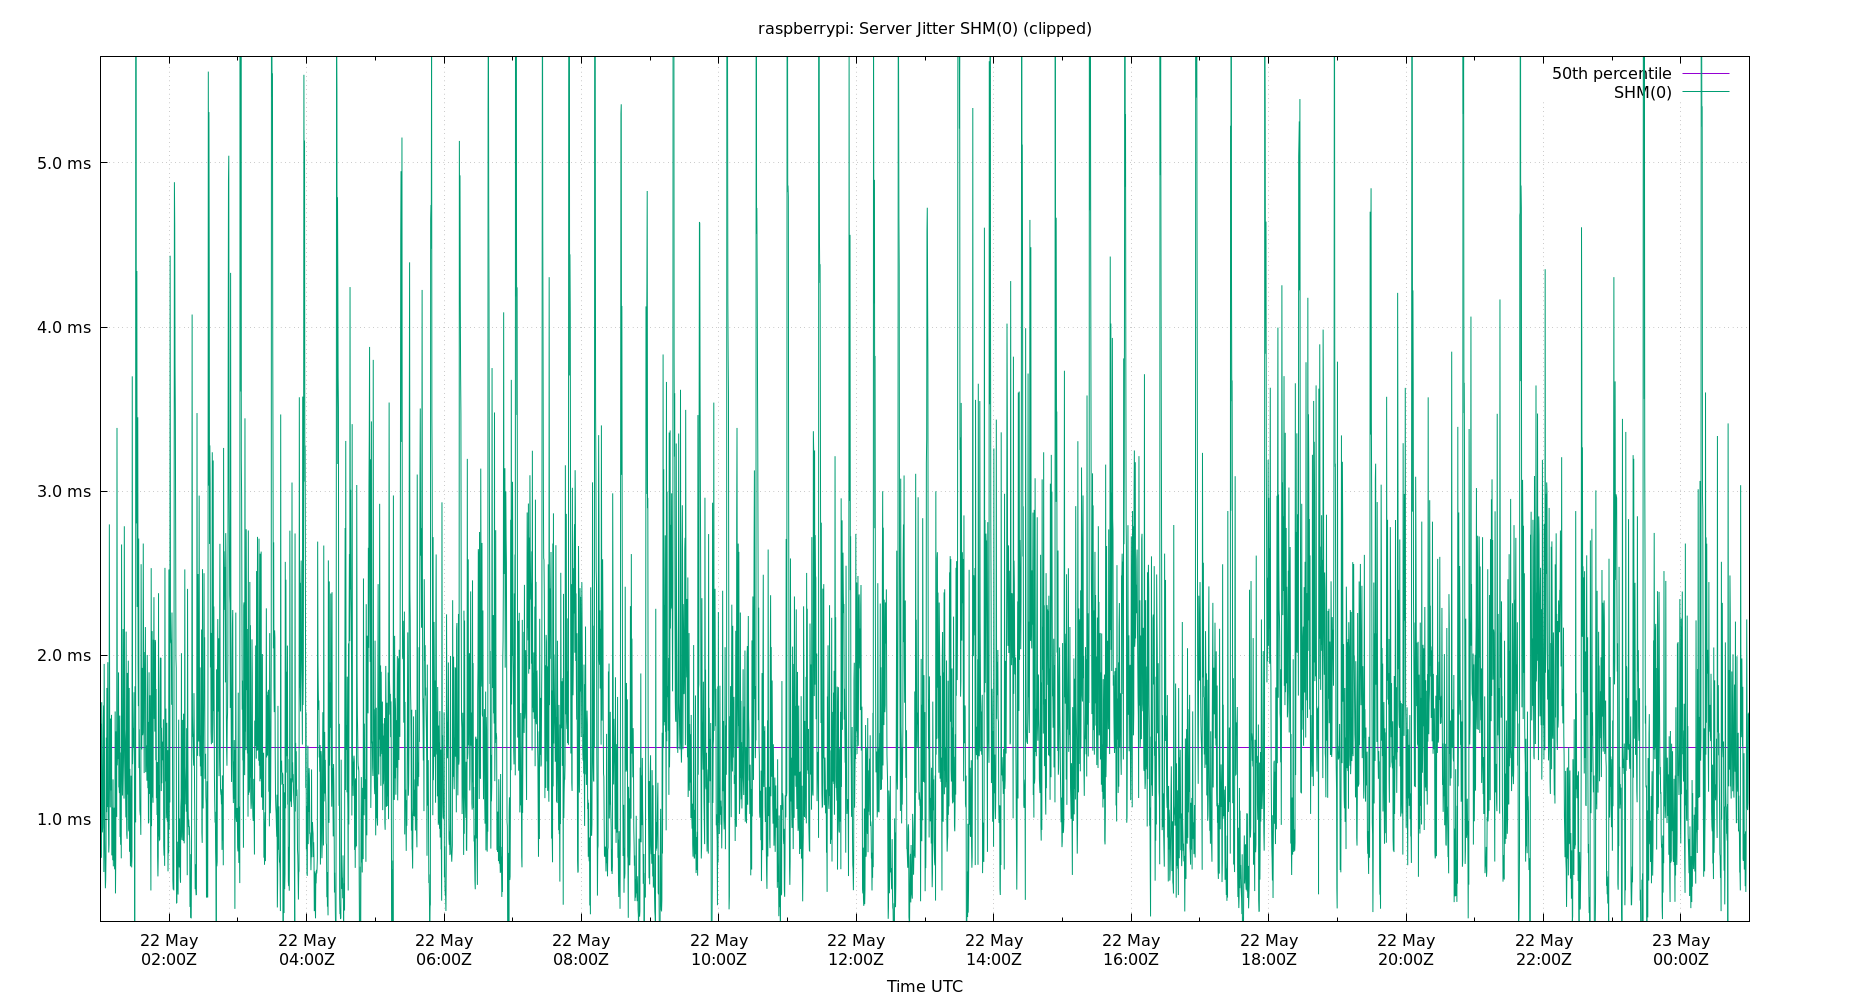 raspberrypi: Server Jitter SHM(0) (clipped)
50th percentile
SHM(0)
5.0 ms
4.0 ms
3.0 ms
2.0 ms
1.0 ms
22 May 22 May 22 May 22 May 22 May 22 May 22 May 22 May 22 May 22 May 22 May 23 May
02:00Z 04:00Z 06:00Z 08:00Z 10:00Z 12:00Z 14:00Z 16:00Z 18:00Z 20:00Z 22:00Z 00:00Z
Time UTC